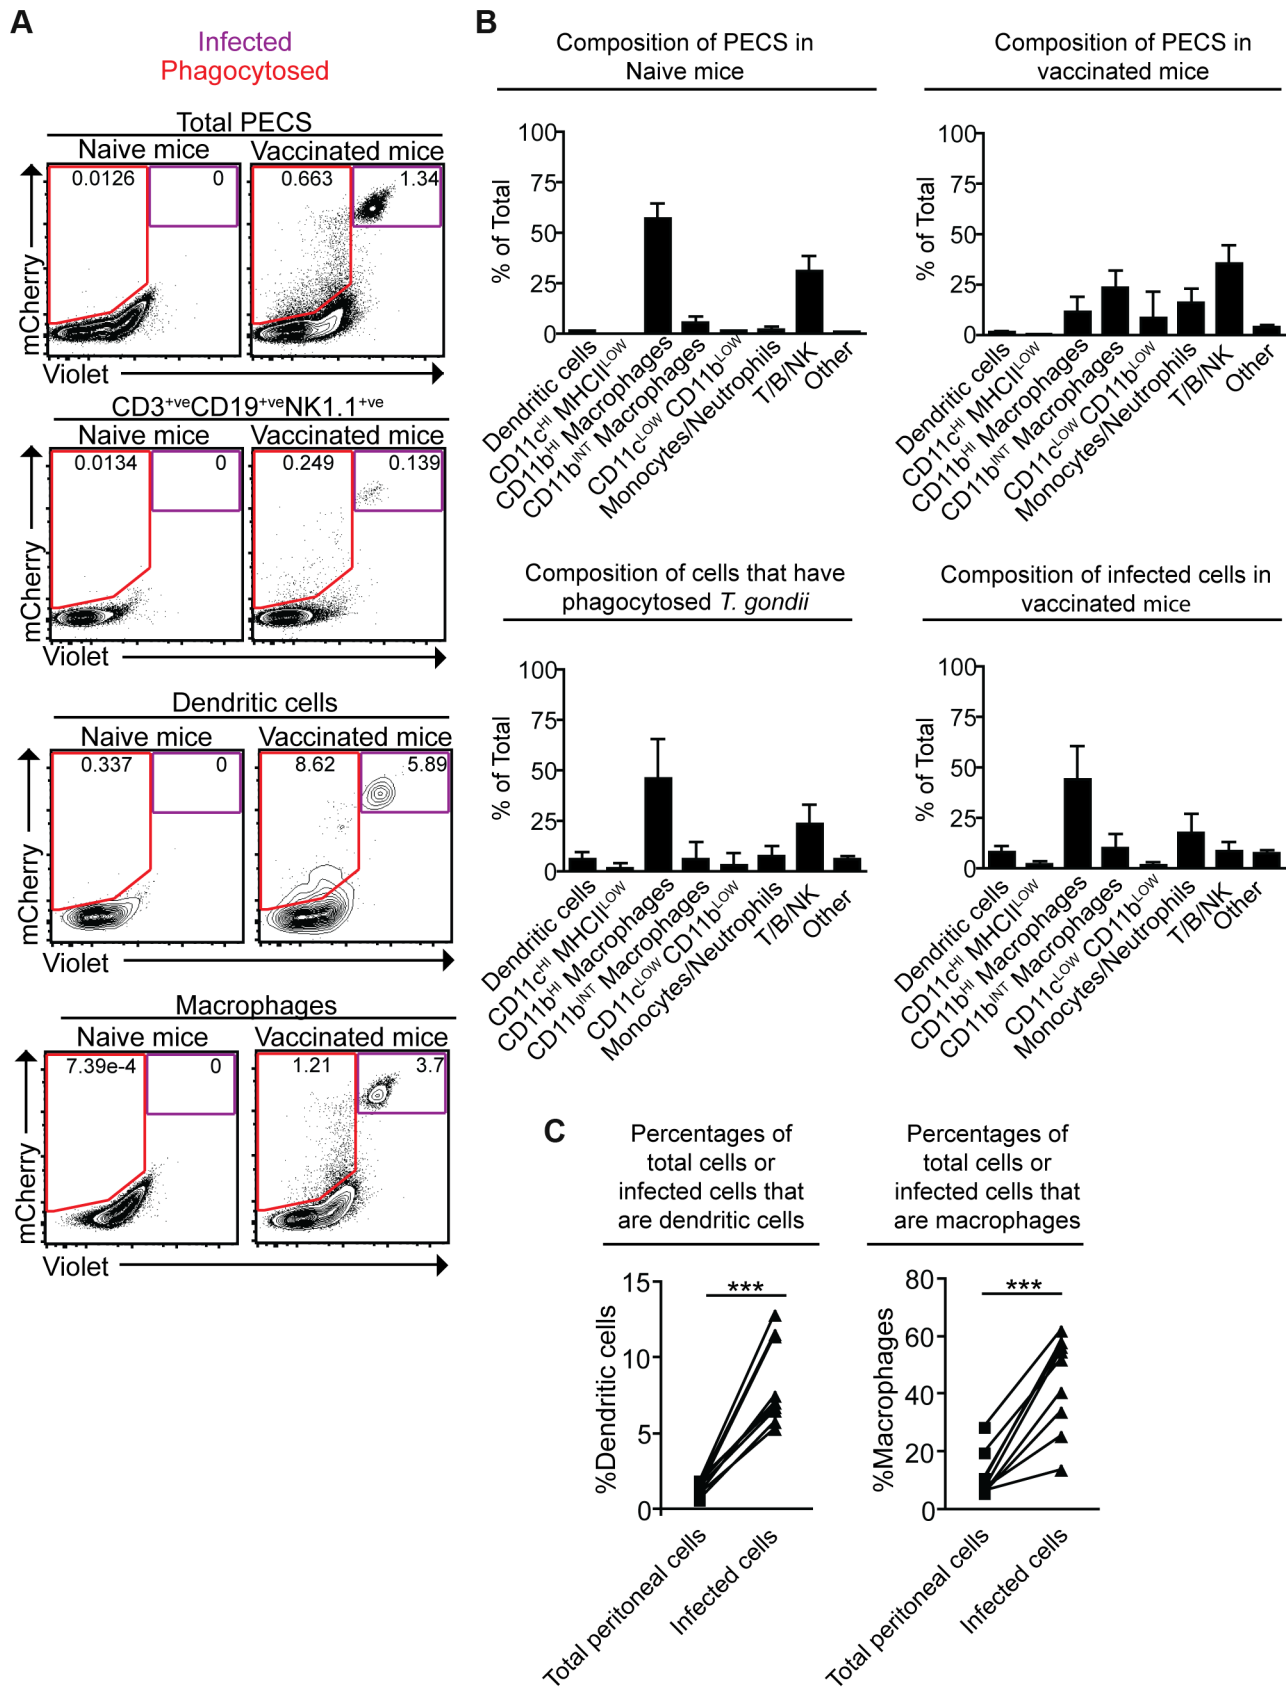 A
Infected
Phagocytosed
Total PECS
Naive mice
Vaccinated mice
0.0126
0
0.663
1.34
mCherry
Violet
CD3+veCD19+veNK1.1+ve
Naive mice
Vaccinated mice
0.0134
0
0.249
0.139
mCherry
Violet
Dendritic cells
Naive mice
Vaccinated mice
0.337
0
8.62
5.89
mCherry
Violet
Macrophages
Naive mice
Vaccinated mice
7.39e-4
0
1.21
3.7
mCherry
Violet
B
Composition of PECS in
Naive mice
% of Total
100
75
50
25
0
Dendritic cells
CD11cHI MHCIILOW
CD11bHI Macrophages
CD11bINT Macrophages
CD11cLOW CD11bLOW
Monocytes/Neutrophils
T/B/NK
Other
Composition of PECS in
vaccinated mice
% of Total
100
75
50
25
0
Dendritic cells
CD11cHI MHCIILOW
CD11bHI Macrophages
CD11bINT Macrophages
CD11cLOW CD11bLOW
Monocytes/Neutrophils
T/B/NK
Other
Composition of cells that have
phagocytosed T. gondii
% of Total
100
75
50
25
0
Dendritic cells
CD11cHI MHCIILOW
CD11bHI Macrophages
CD11bINT Macrophages
CD11cLOW CD11bLOW
Monocytes/Neutrophils
T/B/NK
Other
Composition of infected cells in
vaccinated mice
% of Total
100
75
50
25
0
Dendritic cells
CD11cHI MHCIILOW
CD11bHI Macrophages
CD11bINT Macrophages
CD11cLOW CD11bLOW
Monocytes/Neutrophils
T/B/NK
Other
C
Percentages of
total cells or
infected cells that
are dendritic cells
***
%Dendritic cells
15
10
5
0
Total peritoneal cells
Infected cells
Percentages of
total cells or
infected cells that
are macrophages
***
%Macrophages
80
60
40
20
0
Total peritoneal cells
Infected cells